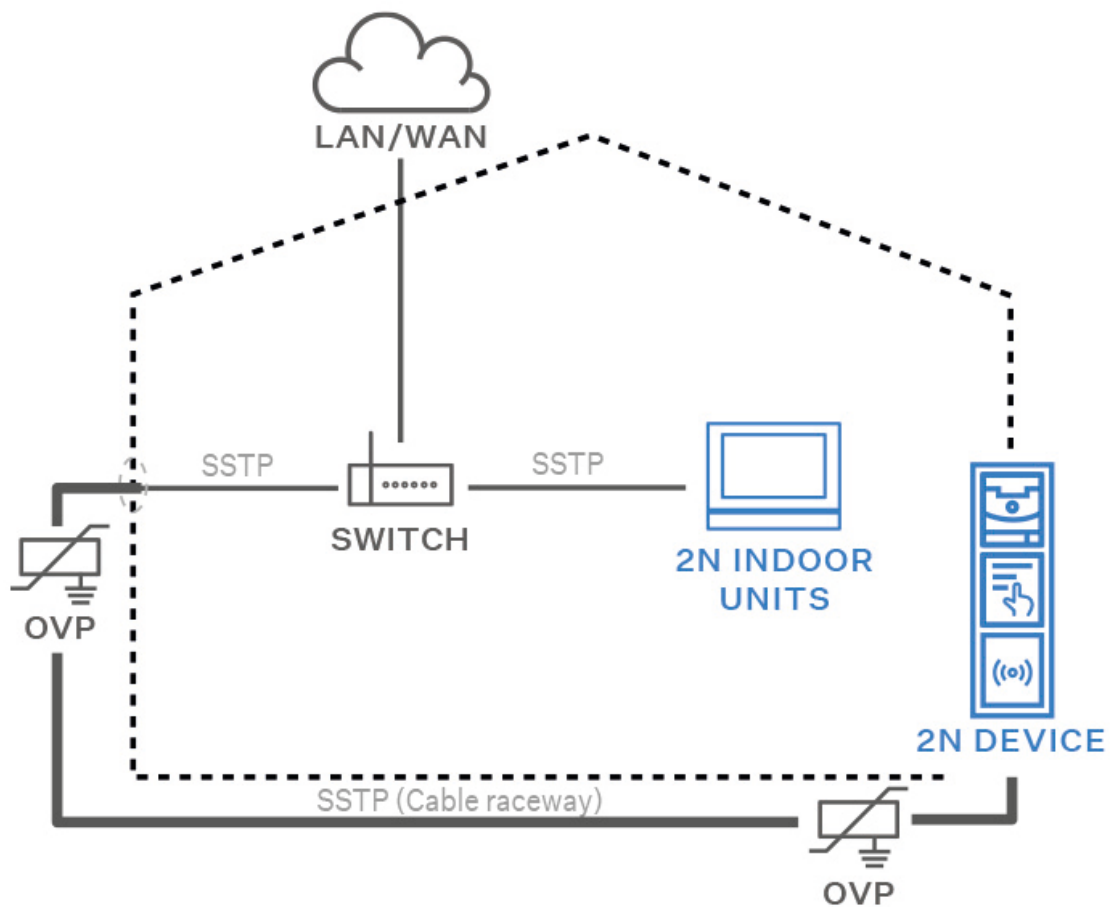 LAN/WAN
SSTP
SSTP
SWITCH
2N INDOOR
UNITS
OVP
2N DEVICE
SSTP (Cable raceway)
OVP